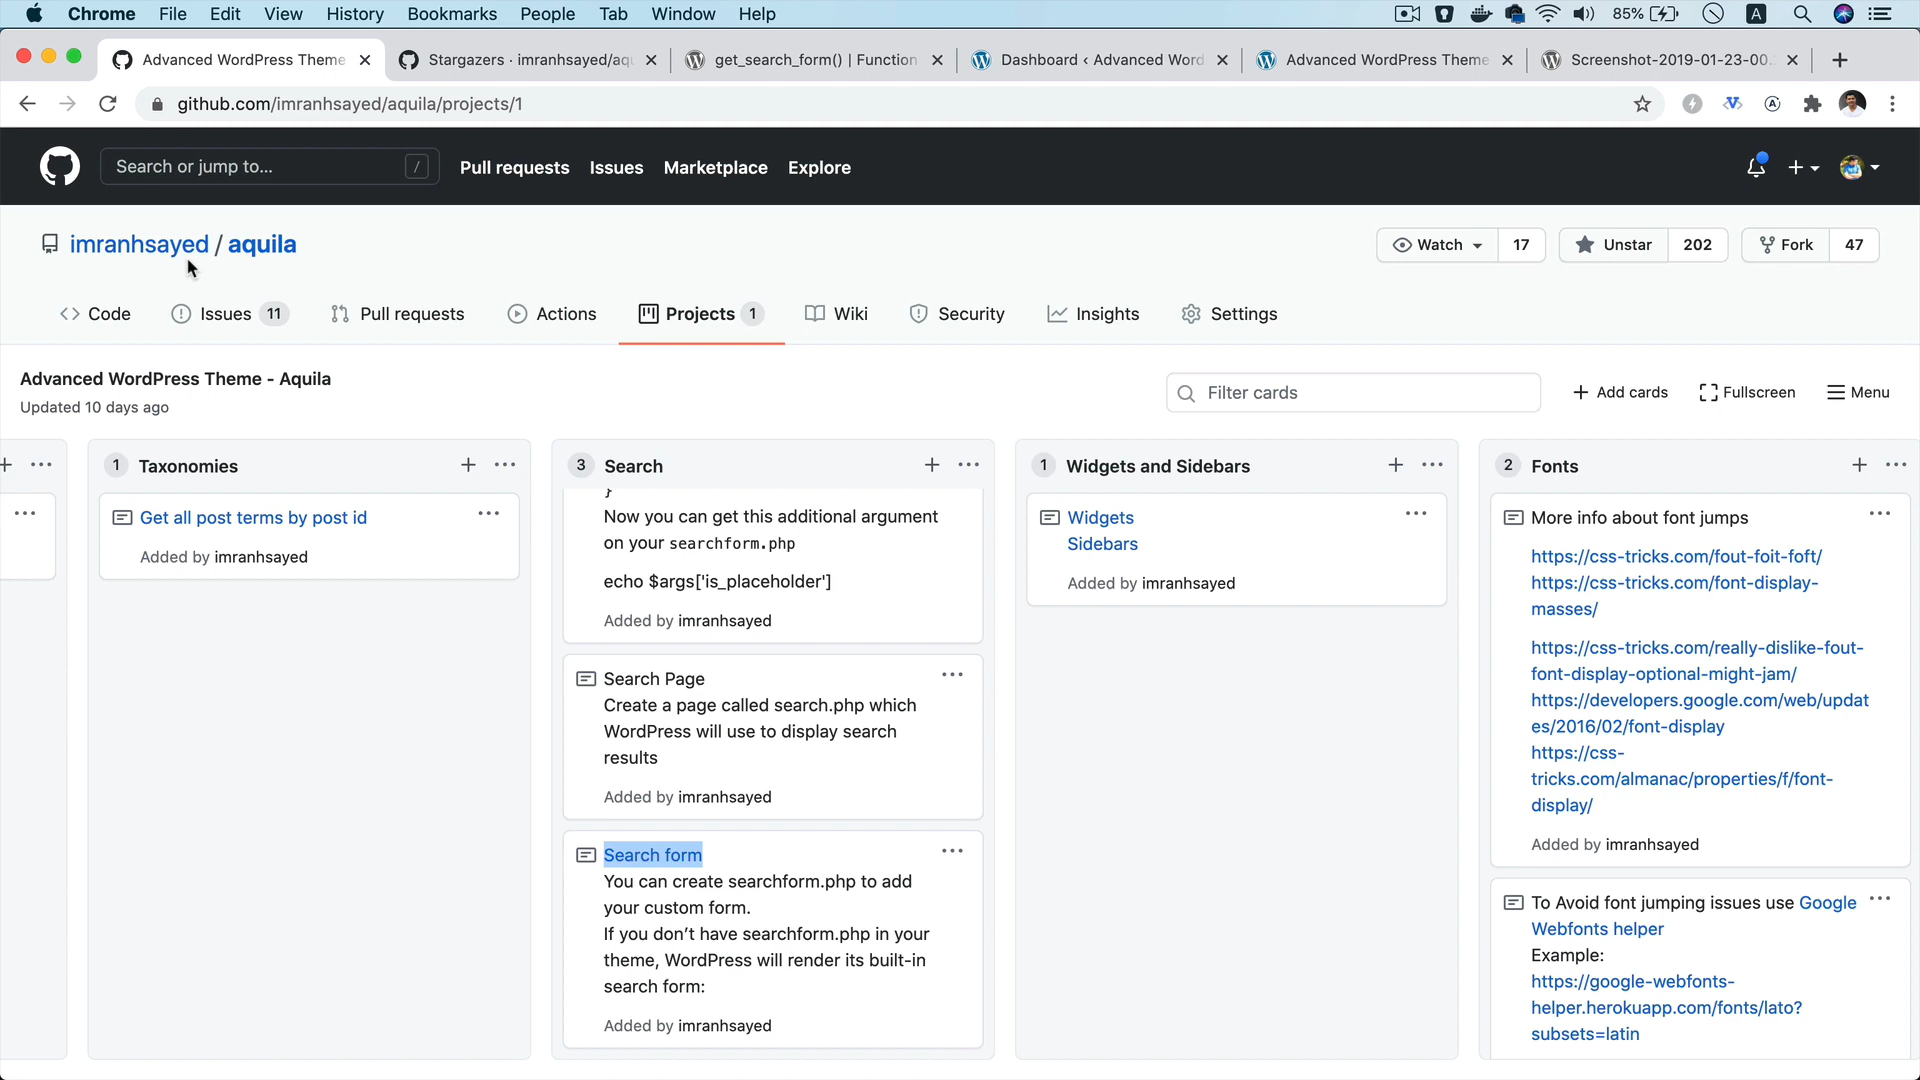 Chrome File Edit View History Bookmarks People Tab Window Help 85% A
Advanced WordPress Theme
Stargazers · imranhsayed/aqu
get_search_form() | Function
Dashboard ‹ Advanced Word
Advanced WordPress Theme
Screenshot-2019-01-23-00.
github.com/imranhsayed/aquila/projects/1
Search or jump to... /
Pull requests Issues Marketplace Explore
imranhsayed / aquila
Watch 17
Unstar 202
Fork 47
Code
Issues 11
Pull requests
Actions
Projects 1
Wiki
Security
Insights
Settings
Advanced WordPress Theme - Aquila
Updated 10 days ago
Filter cards
Add cards
Fullscreen
Menu
1 Taxonomies
Get all post terms by post id
Added by imranhsayed
3 Search
}
Now you can get this additional argument
on your searchform.php
echo $args['is_placeholder']
Added by imranhsayed
Search Page
Create a page called search.php which
WordPress will use to display search
results
Added by imranhsayed
Search form
You can create searchform.php to add
your custom form.
If you don’t have searchform.php in your
theme, WordPress will render its built-in
search form:
Added by imranhsayed
1 Widgets and Sidebars
Widgets
Sidebars
Added by imranhsayed
2 Fonts
More info about font jumps
https://css-tricks.com/fout-foit-foft/
https://css-tricks.com/font-display-
masses/
https://css-tricks.com/really-dislike-fout-
font-display-optional-might-jam/
https://developers.google.com/web/updat
es/2016/02/font-display
https://css-
tricks.com/almanac/properties/f/font-
display/
Added by imranhsayed
To Avoid font jumping issues use Google
Webfonts helper
Example:
https://google-webfonts-
helper.herokuapp.com/fonts/lato?
subsets=latin